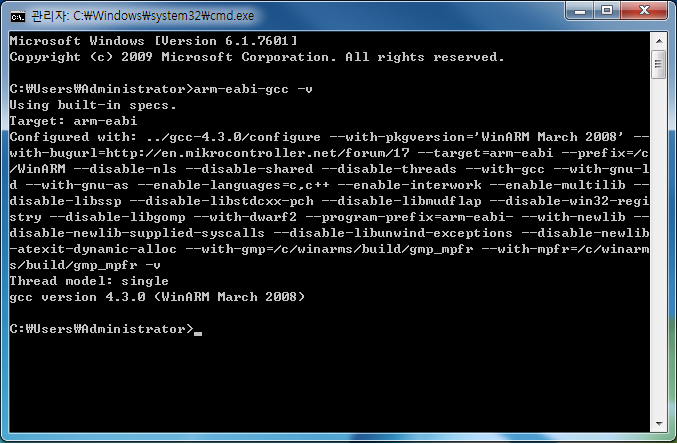 관리자: C:₩Windows₩system32₩cmd.exe
Microsoft Windows [Version 6.1.7601]
Copyright (c) 2009 Microsoft Corporation. All rights reserved.
C:₩Users₩Administrator>arm-eabi-gcc -v
Using built-in specs.
Target: arm-eabi
Configured with: ../gcc-4.3.0/configure --with-pkgversion='WinARM March 2008' --
with-bugurl=http://en.mikrocontroller.net/forum/17 --target=arm-eabi --prefix=/c
/WinARM --disable-nls --disable-shared --disable-threads --with-gcc --with-gnu-l
d --with-gnu-as --enable-languages=c,c++ --enable-interwork --enable-multilib --
disable-libssp --disable-libstdcxx-pch --disable-libmudflap --disable-win32-regi
stry --disable-libgomp --with-dwarf2 --program-prefix=arm-eabi- --with-newlib --
disable-newlib-supplied-syscalls --disable-libunwind-exceptions --disable-newlib
-atexit-dynamic-alloc --with-gmp=/c/winarms/build/gmp_mpfr --with-mpfr=/c/winarm
s/build/gmp_mpfr -v
Thread model: single
gcc version 4.3.0 (WinARM March 2008)
C:₩Users₩Administrator>